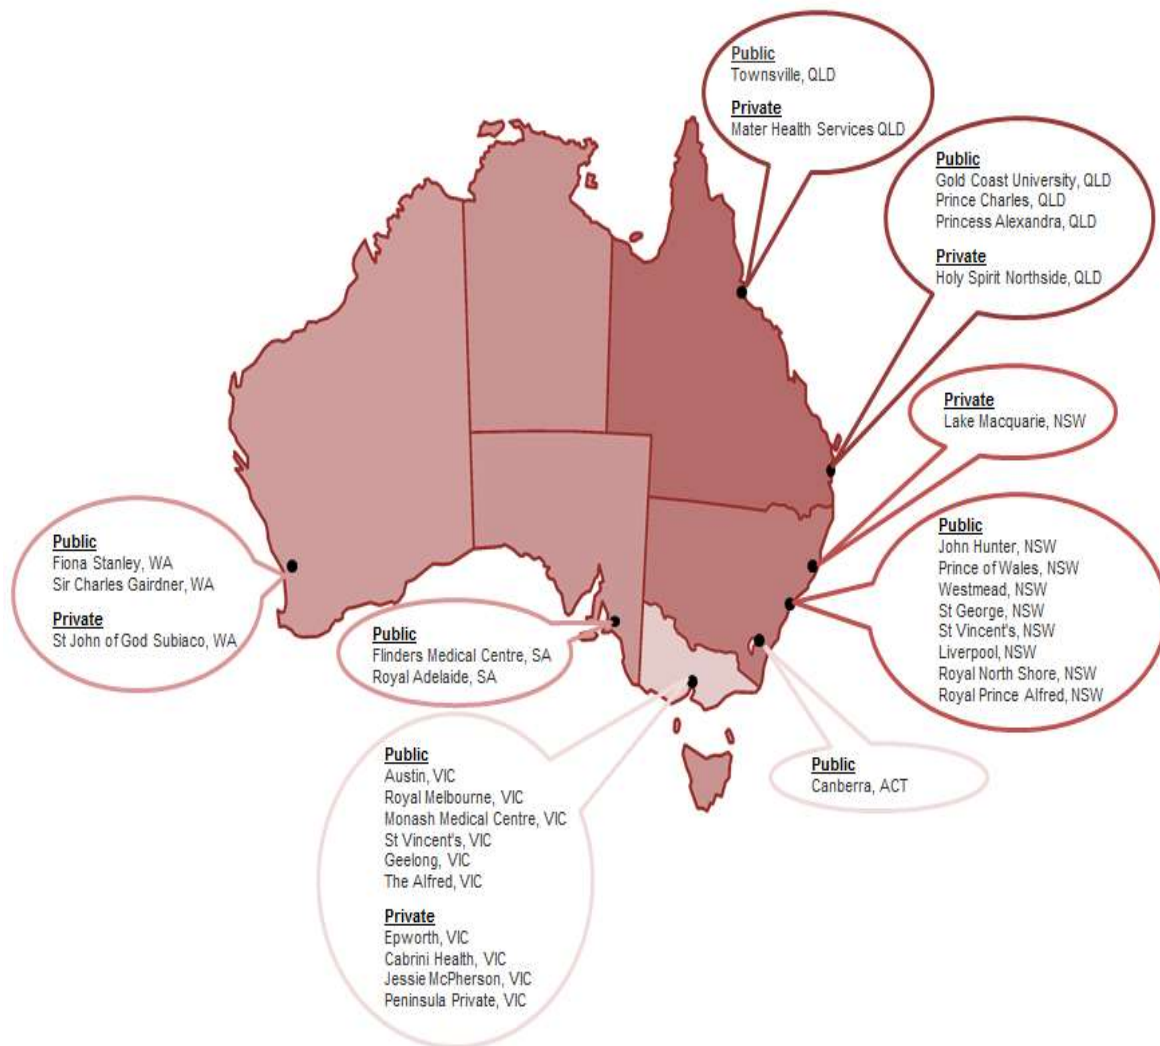 Public
Townsville, QLD
Private
Mater Health Services QLD
Public
Gold Coast University, QLD
Prince Charles, QLD
Princess Alexandra, QLD
Private
Holy Spirit Northside, QLD
Private
Lake Macquarie, NSW
Public
John Hunter, NSW
Prince of Wales, NSW
Westmead, NSW
St George, NSW
St Vincent's, NSW
Liverpool, NSW
Royal North Shore, NSW
Royal Prince Alfred, NSW
Public
Fiona Stanley, WA
Sir Charles Gairdner, WA
Private
St John of God Subiaco, WA
Public
Flinders Medical Centre, SA
Royal Adelaide, SA
Public
Austin, VIC
Royal Melbourne, VIC
Monash Medical Centre, VIC
St Vincent's, VIC
Geelong, VIC
The Alfred, VIC
Private
Epworth, VIC
Cabrini Health, VIC
Jessie McPherson, VIC
Peninsula Private, VIC
Public
Canberra, ACT